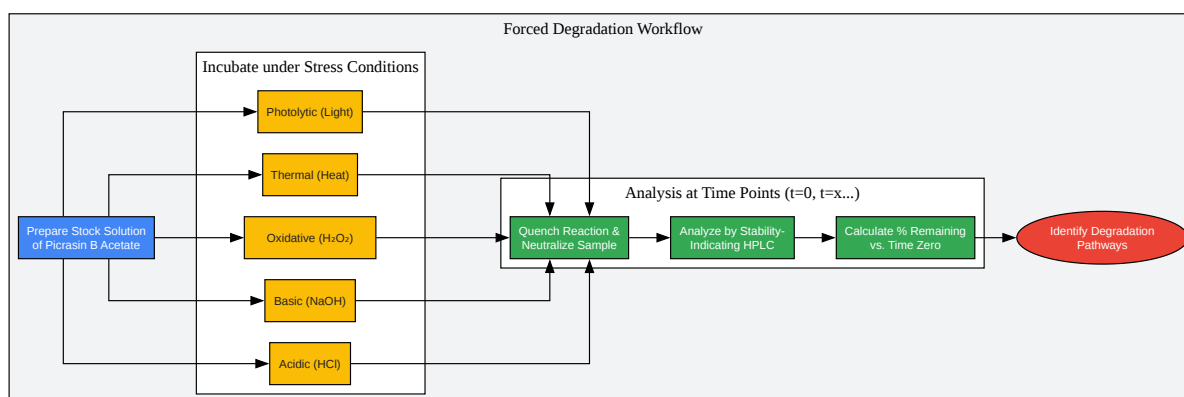 Forced Degradation Workflow
Incubate under Stress Conditions
Photolytic (Light)
Thermal (Heat)
Analysis at Time Points (t=0, t=x...)
Prepare Stock Solution
of Picrasin B Acetate
Oxidative (H₂O₂)
Quench Reaction &
Neutralize Sample
Analyze by Stability-
Indicating HPLC
Calculate % Remaining
vs. Time Zero
Identify Degradation
Pathways
Basic (NaOH)
Acidic (HCl)